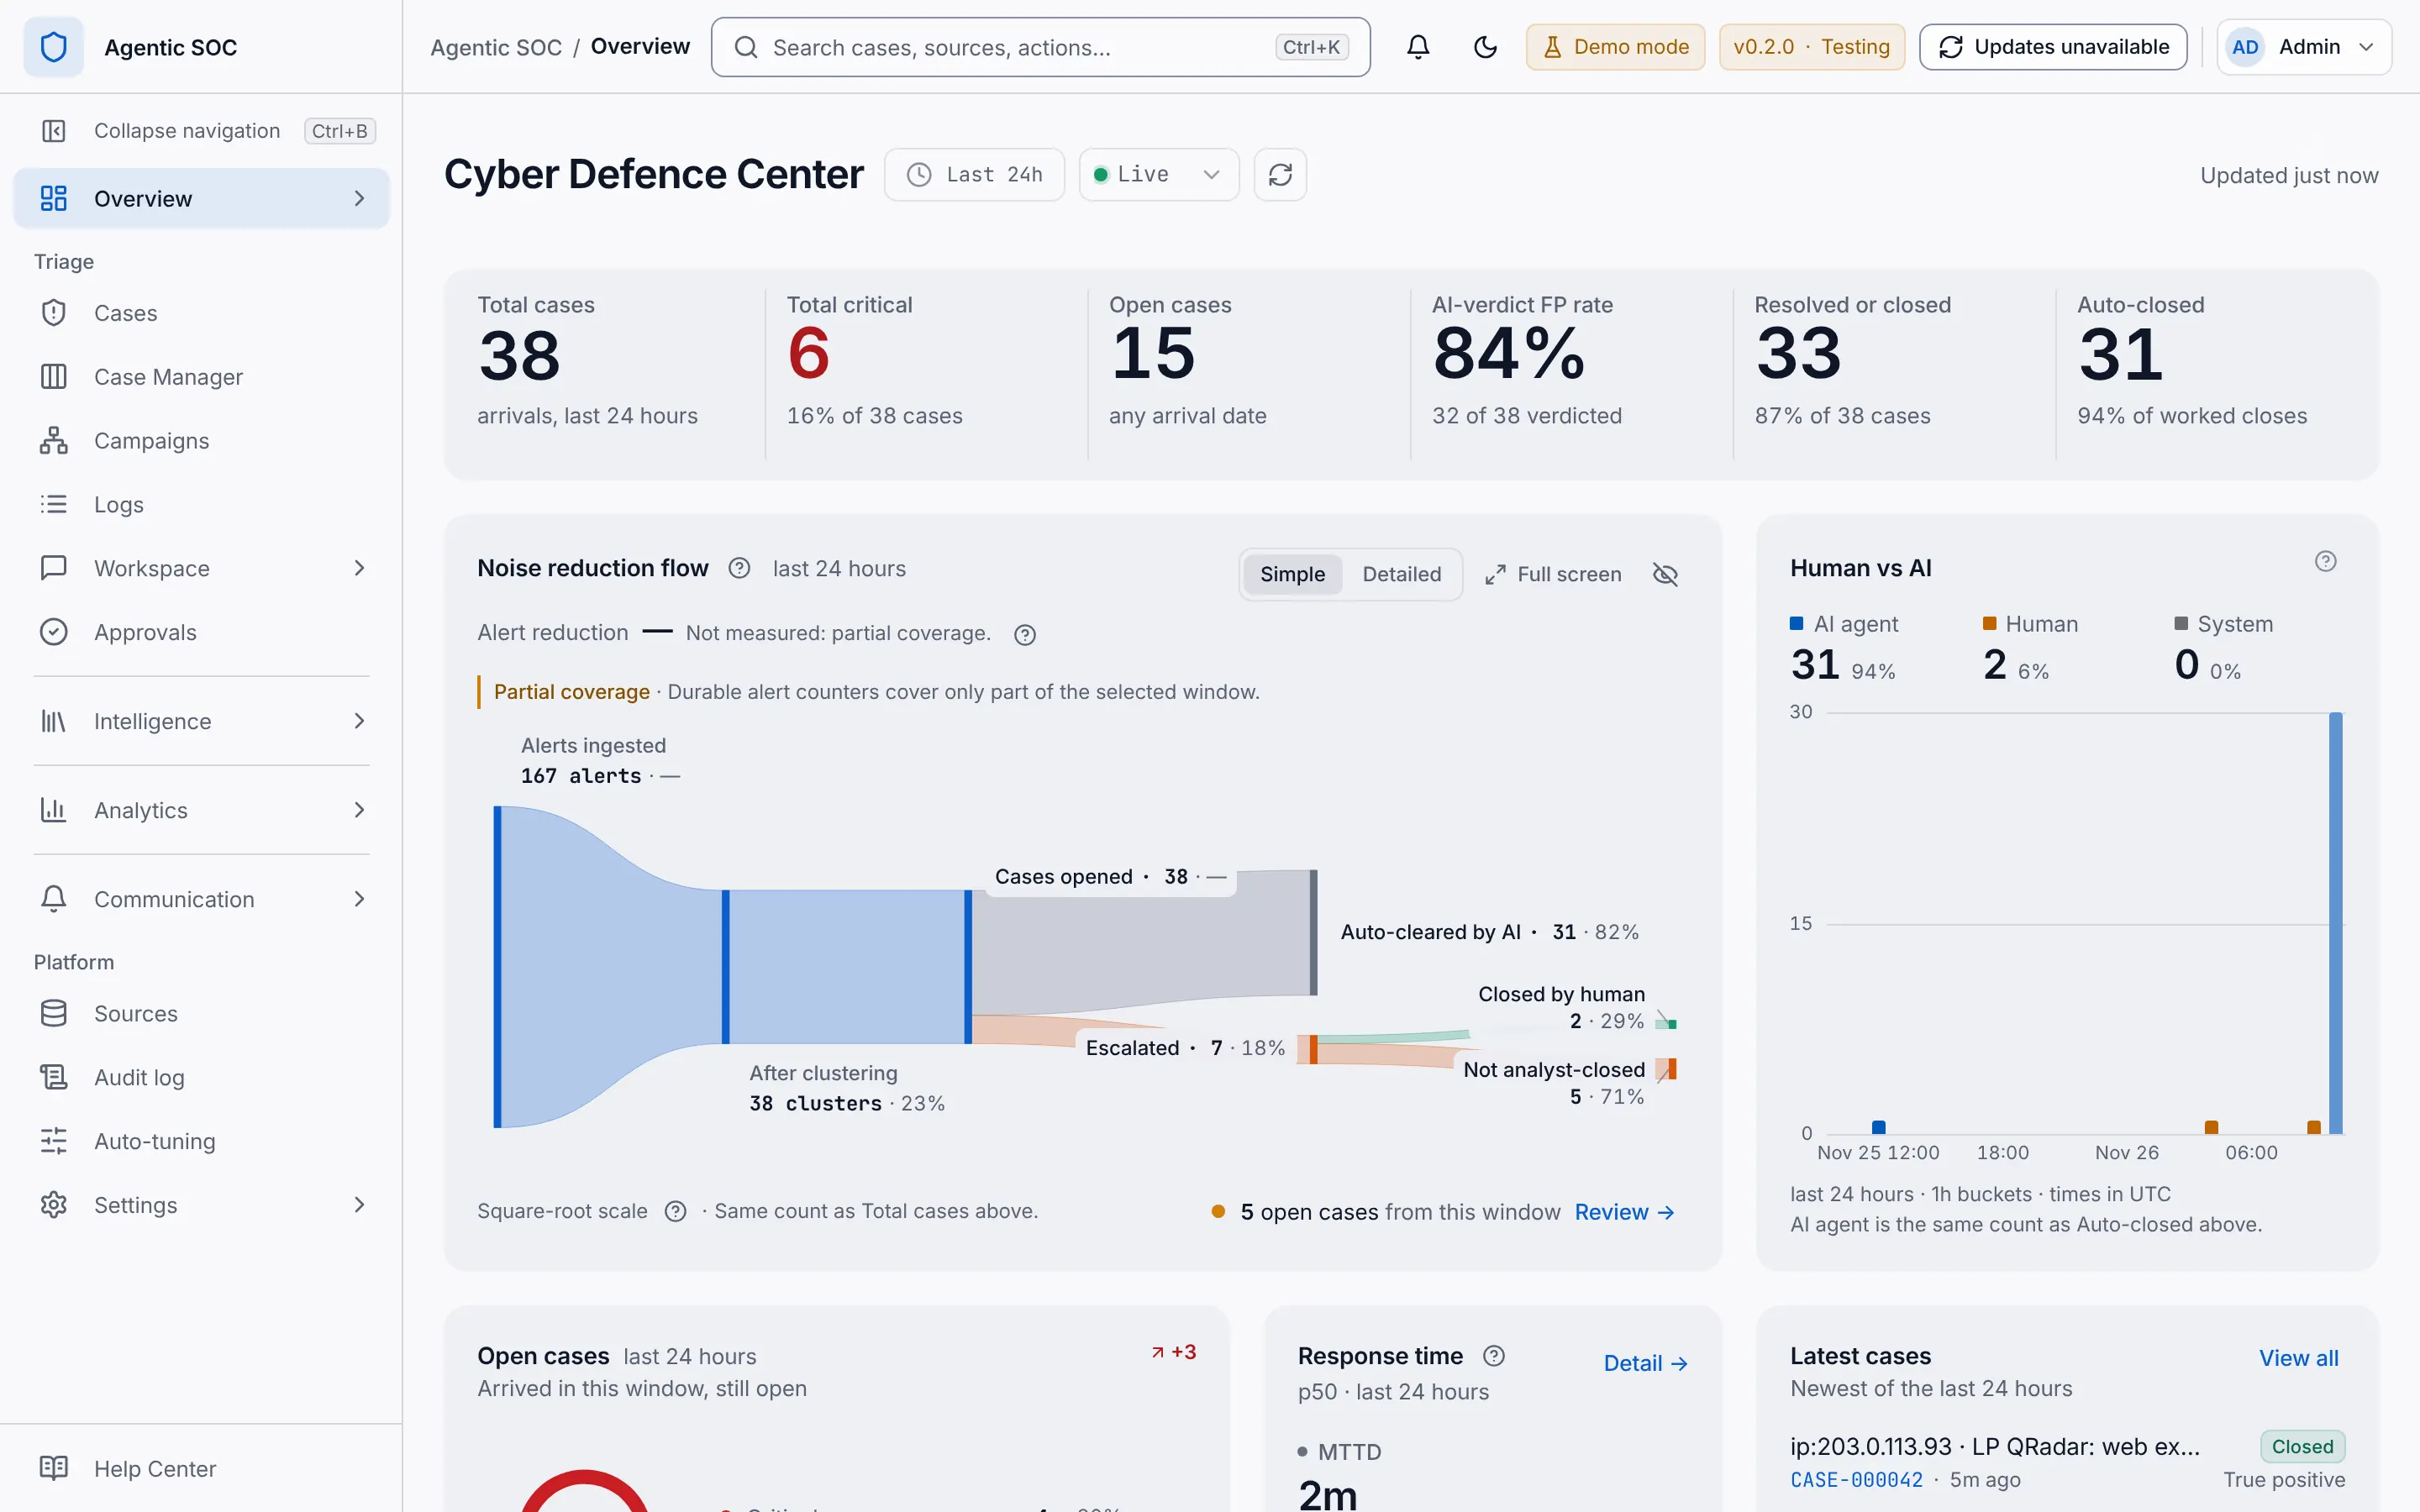 Agentic SOC
Agentic SOC / Overview
Search cases, sources, actions...
Ctrl+K
Demo mode
v0.2.0 · Testing
Updates unavailable
AD
Admin
Collapse navigation
Ctrl+B
Overview
Triage
Cases
Case Manager
Campaigns
Logs
Workspace
Approvals
Intelligence
Analytics
Communication
Platform
Sources
Audit log
Auto-tuning
Settings
Help Center
Cyber Defence Center
Last 24h
Live
Updated just now
Total cases
38
arrivals, last 24 hours
Total critical
6
16% of 38 cases
Open cases
15
any arrival date
AI-verdict FP rate
84%
32 of 38 verdicted
Resolved or closed
33
87% of 38 cases
Auto-closed
31
94% of worked closes
Noise reduction flow
last 24 hours
Simple
Detailed
Full screen
Alert reduction — Not measured: partial coverage.
Partial coverage · Durable alert counters cover only part of the selected window.
Alerts ingested
167 alerts · —
Cases opened · 38 · —
Auto-cleared by AI · 31 · 82%
Closed by human
2 · 29%
Escalated · 7 · 18%
Not analyst-closed
5 · 71%
After clustering
38 clusters · 23%
Square-root scale
· Same count as Total cases above.
5 open cases from this window
Review →
Human vs AI
AI agent
31 94%
Human
2 6%
System
0 0%
30
15
0
Nov 25 12:00
18:00
Nov 26
06:00
last 24 hours · 1h buckets · times in UTC
AI agent is the same count as Auto-closed above.
Open cases last 24 hours
+3
Arrived in this window, still open
Response time
Detail →
p50 · last 24 hours
MTTD
2m
Latest cases
View all
Newest of the last 24 hours
ip:203.0.113.93 · LP QRadar: web ex...
Closed
CASE-000042 · 5m ago
True positive